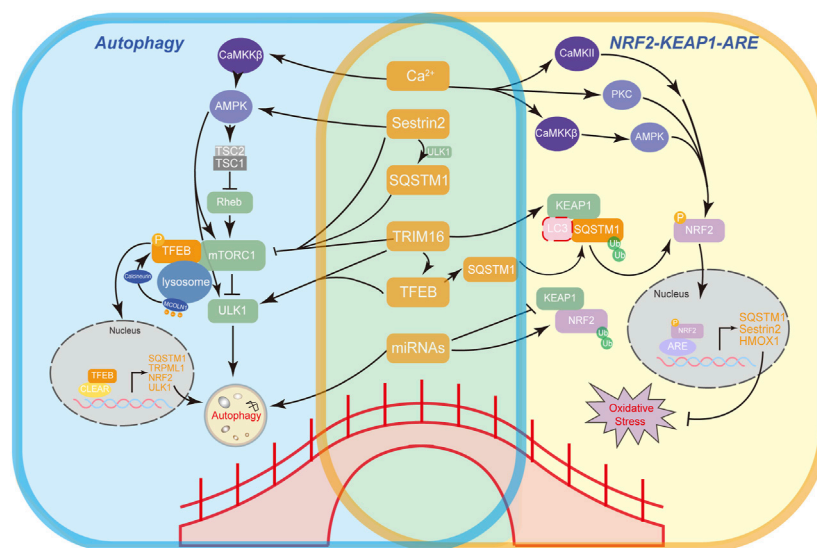 Autophagy
NRF2-KEAP1-ARE
CaMKKβ
AMPK
TSC2
TSC1
Rheb
P
TFEB
mTORC1
Calcineurin
lysosome
MCOLN1
ULK1
Nucleus
TFEB
CLEAR
SQSTM1
TRPML1
NRF2
ULK1
Autophagy
Ca²⁺
Sestrin2
ULK1
SQSTM1
TRIM16
TFEB
SQSTM1
miRNAs
CaMKII
PKC
CaMKKβ
AMPK
KEAP1
LC3
SQSTM1
Ub
Ub
P
NRF2
KEAP1
NRF2
Ub
Ub
Nucleus
P
NRF2
ARE
SQSTM1
Sestrin2
HMOX1
Oxidative
Stress